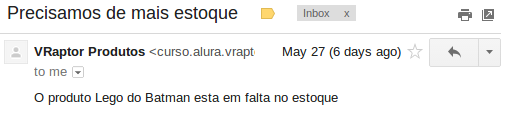 Precisamos de mais estoque Inbox x
VRaptor Produtos <curso.alura.vrapto May 27 (6 days ago)
to me
O produto Lego do Batman esta em falta no estoque